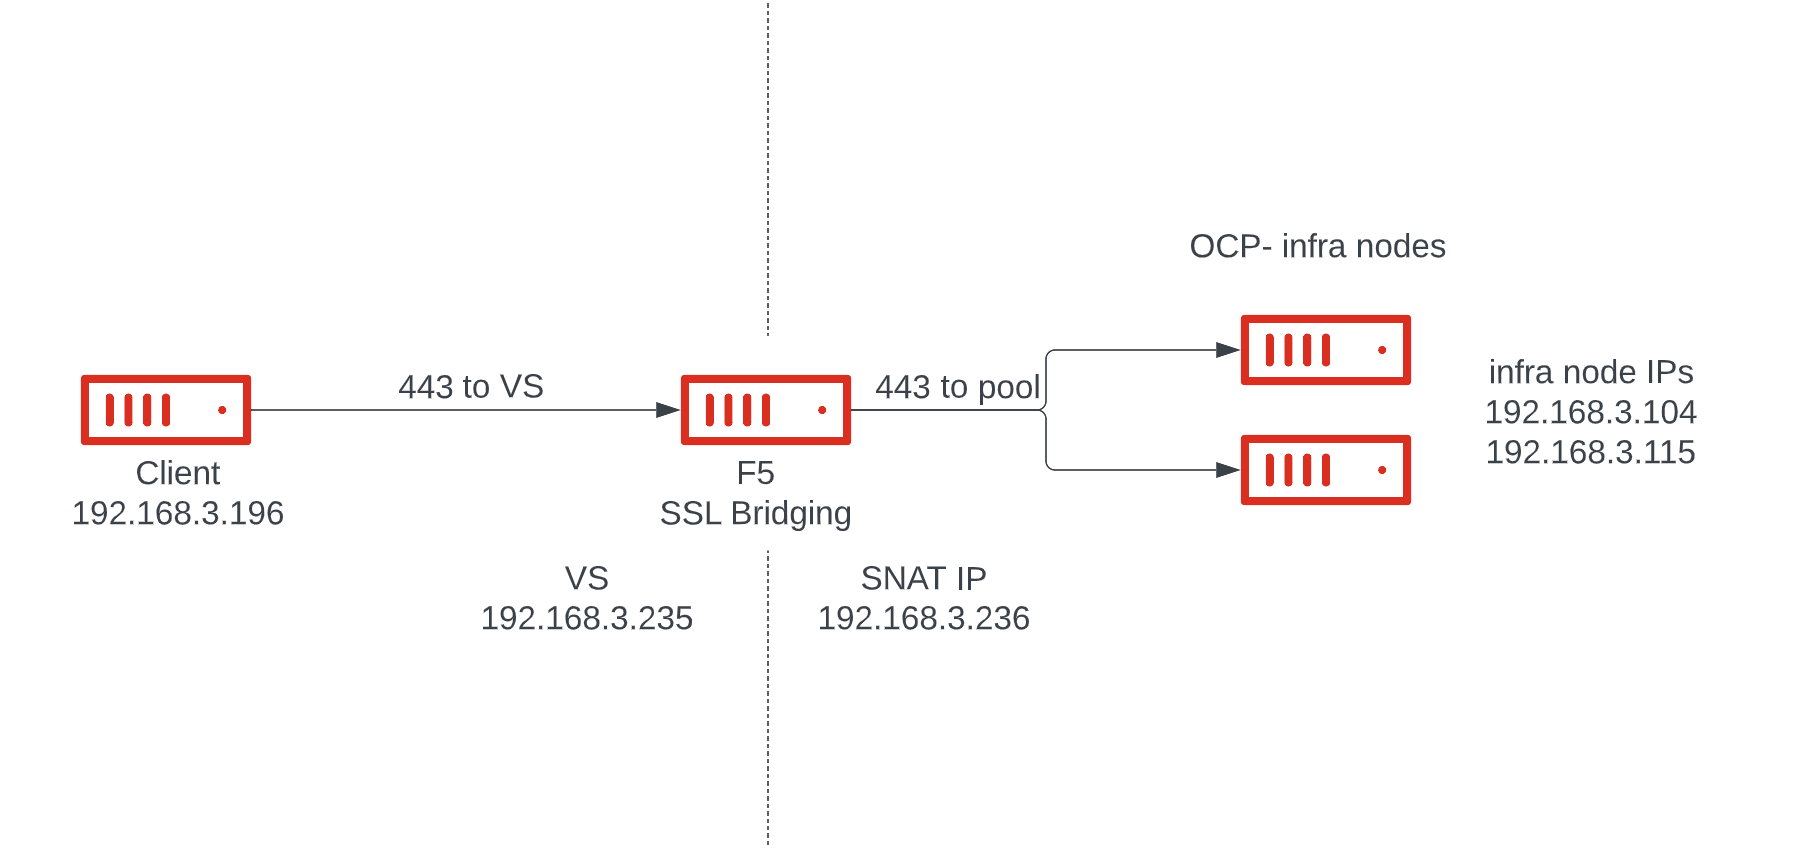 OCP- infra nodes
443 to VS
443 to pool
infra node IPs
192.168.3.104
192.168.3.115
Client
192.168.3.196
F5
SSL Bridging
VS
192.168.3.235
SNAT IP
192.168.3.236